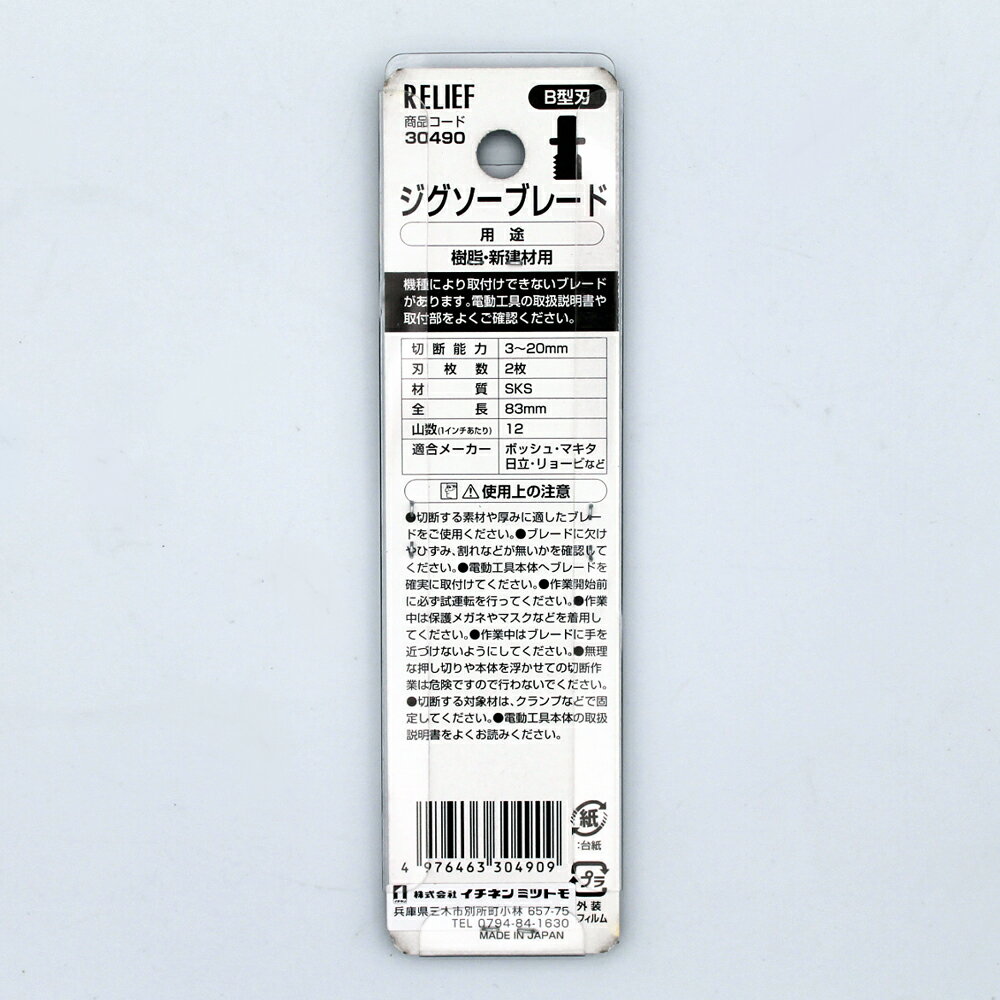 RELIEF
B型刃
商品コード
30490
ジグソーブレード
用途
樹脂・新建材用
機種により取付けできないブレード
があります。電動工具の取扱説明書や
取付部をよくご確認ください。
切断能力 3〜20mm
刃枚数 2枚
材質 SKS
全長 83mm
山数(1インチあたり) 12
適合メーカー ボッシュ・マキタ
日立・リョービなど
使用上の注意
●切断する素材や厚みに適したブレー
ドをご使用ください。●ブレードに欠け
やひずみ、割れなどが無いかを確認して
ください。●電動工具本体へブレードを
確実に取付けてください。●作業開始前
に必ず試運転を行ってください。●作業
中は保護メガネやマスクなどを着用し
てください。●作業中はブレードに手を
近づけないようにしてください。●無理
な押し切りや本体を浮かせての切断作
業は危険ですので行わないでください。
●切断する対象材は、クランプなどで固
定してください。●電動工具本体の取扱
説明書をよくお読みください。
紙
:台紙
4 976463 304909
プラ
外装
フィルム
株式会社 イチネンミツトモ
兵庫県三木市別所町小林 657-75
TEL 0794-84-1630
MADE IN JAPAN